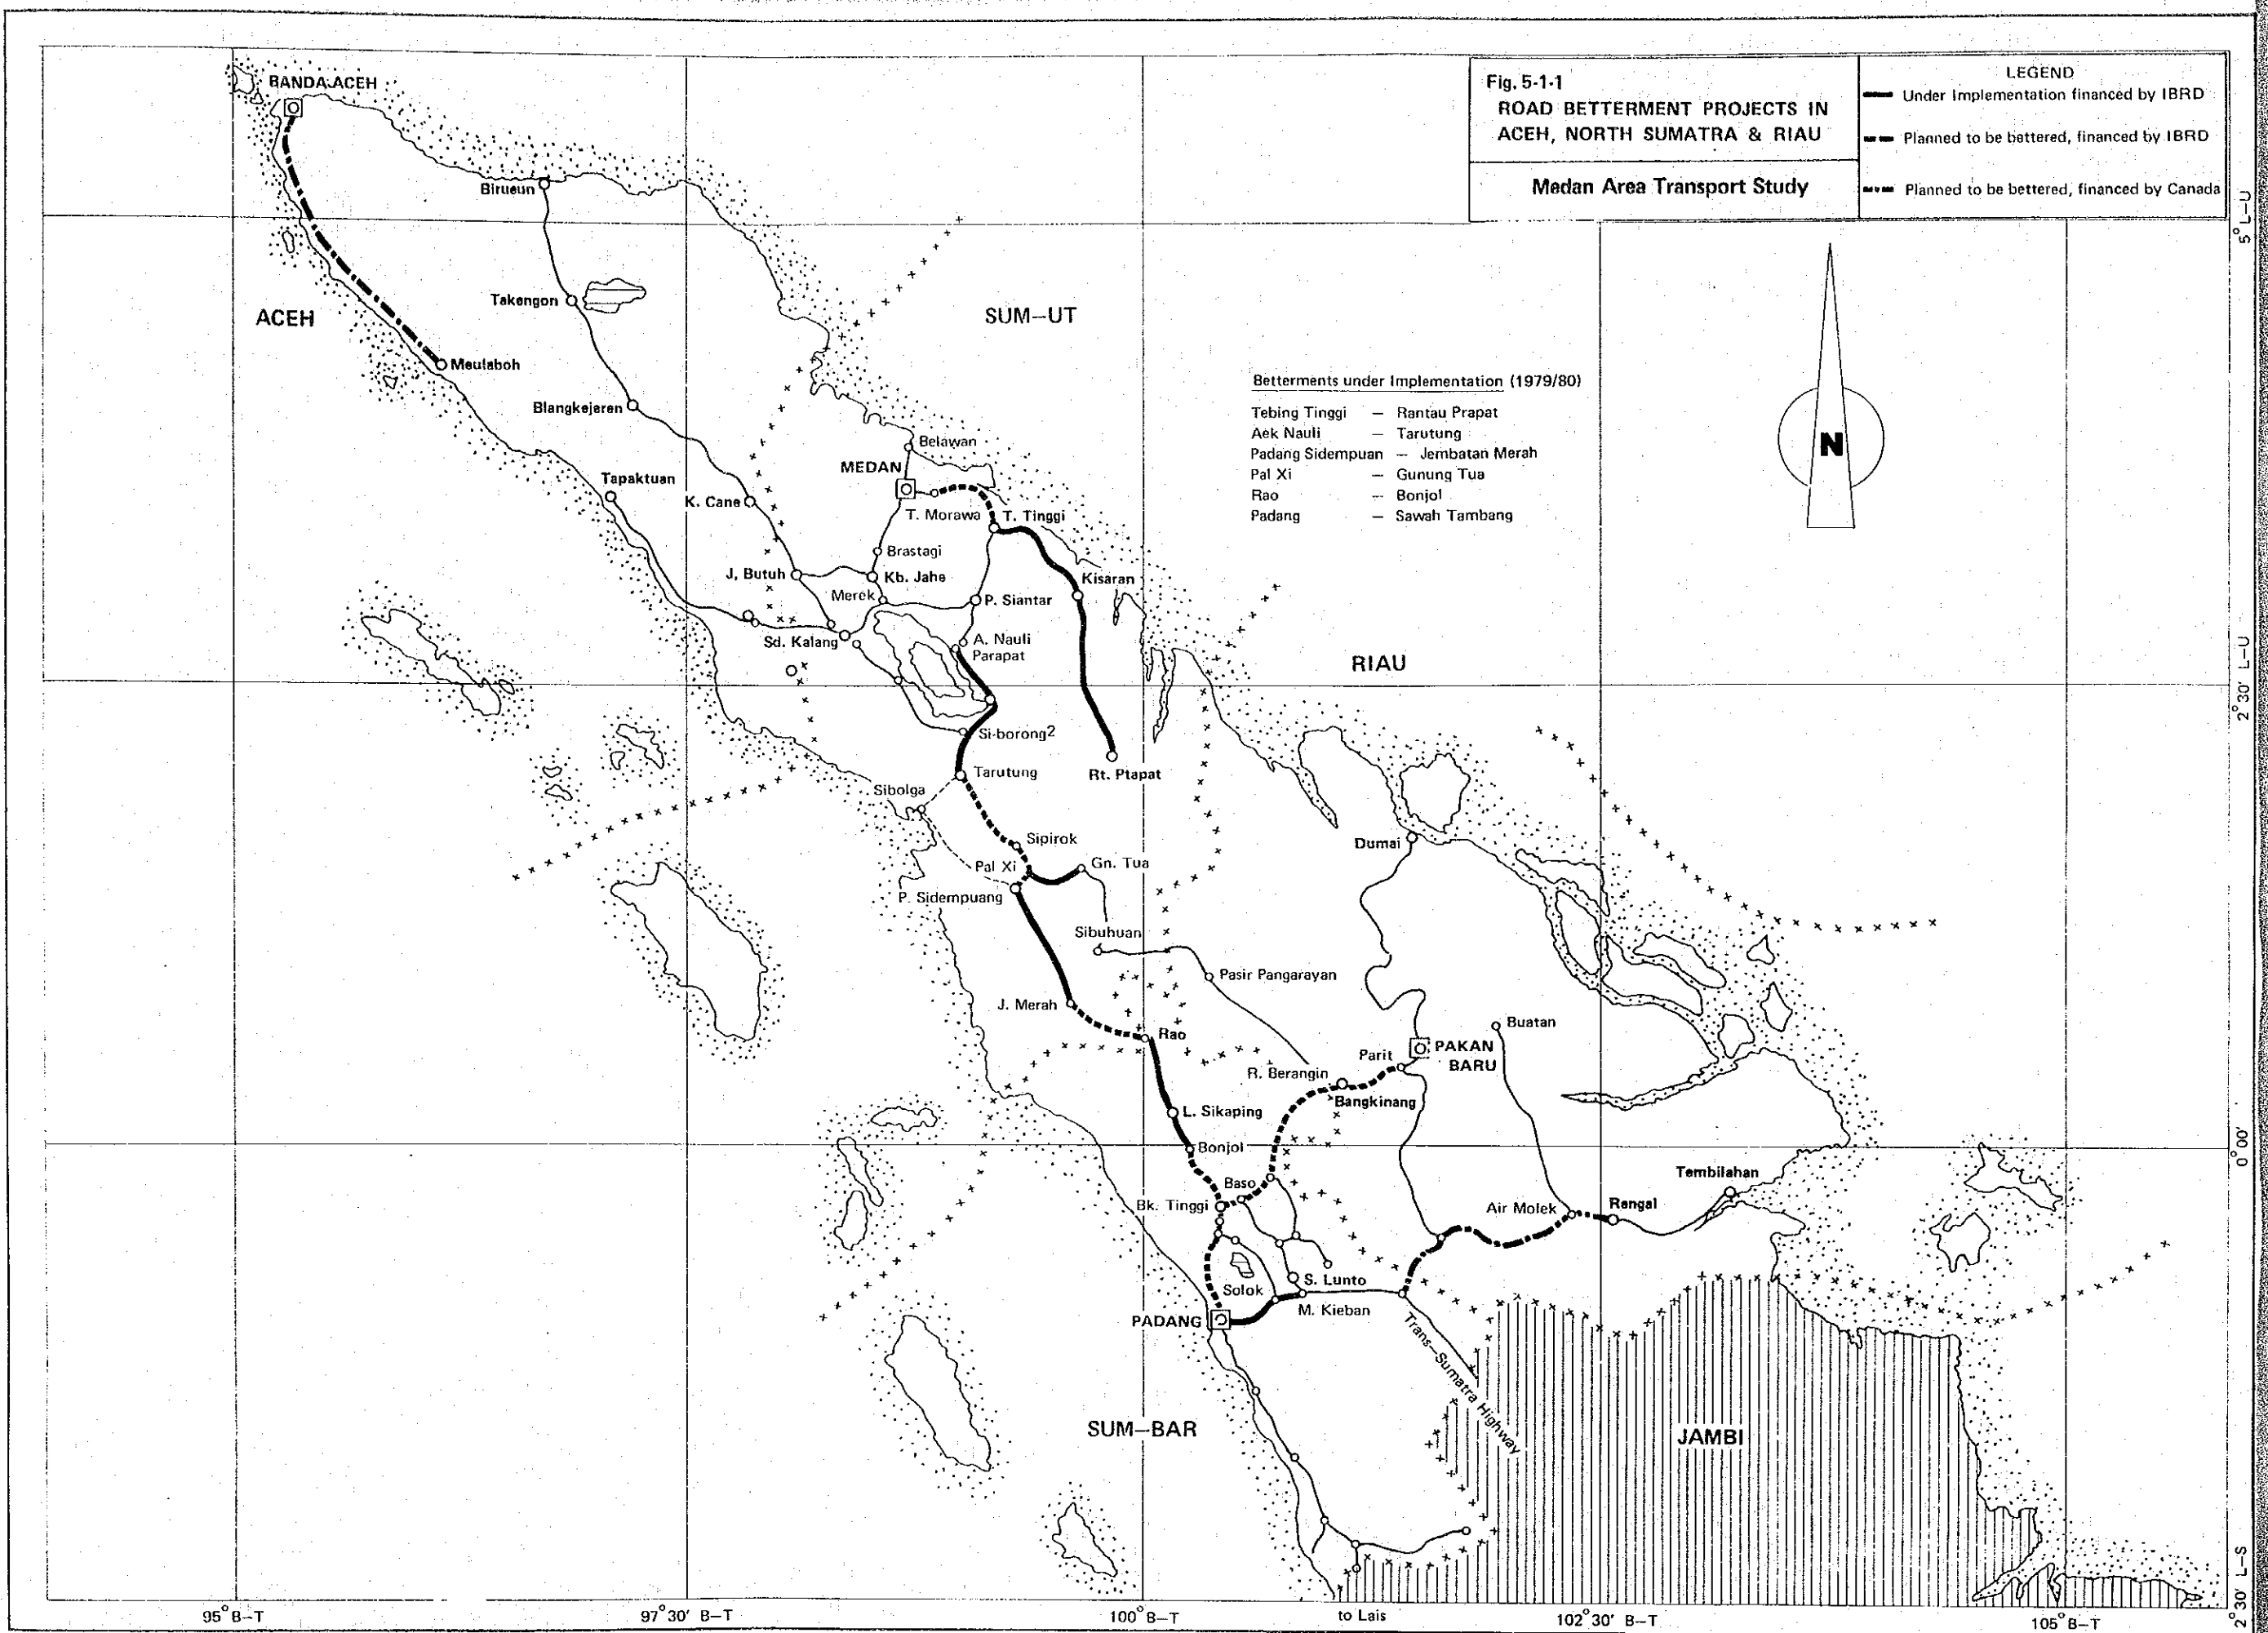 Fig. 5-1-1
ROAD BETTERMENT PROJECTS IN
ACEH, NORTH SUMATRA & RIAU
Medan Area Transport Study
LEGEND
Under Implementation financed by IBRD
Planned to be bettered, financed by IBRD
Planned to be bettered, financed by Canada
BANDA ACEH
Birueun
Takengon
ACEH
SUM-UT
Meulaboh
Blangkejeren
Betterments under Implementation (1979/80)
Tebing Tinggi – Rantau Prapat
Aek Nauli – Tarutung
Padang Sidempuan – Jembatan Merah
Pal Xi – Gunung Tua
Rao – Bonjol
Padang – Sawah Tambang
N
Belawan
MEDAN
Tapaktuan
K. Cane
T. Morawa
T. Tinggi
Brastagi
J. Butuh
Kb. Jahe
Kisaran
Merek
P. Siantar
Sd. Kalang
A. Nauli
Parapat
RIAU
Si-borong2
Tarutung
Rt. Ptapat
Sibolga
Sipirok
Dumai
Pal Xi
Gn. Tua
P. Sidempuang
Sibuhuan
Pasir Pangarayan
J. Merah
Buatan
Rao
Parit
PAKAN
BARU
R. Berangin
Bangkinang
L. Sikaping
Bonjol
Baso
Tembilahan
Bk. Tinggi
Air Molek
Rengal
S. Lunto
Solok
M. Kieban
PADANG
Trans-Sumatra Highway
SUM-BAR
JAMBI
5° L-U
2°30' L-U
0°00'
2°30' L-S
95° B-T
97°30' B-T
100° B-T
to Lais
102°30' B-T
105° B-T